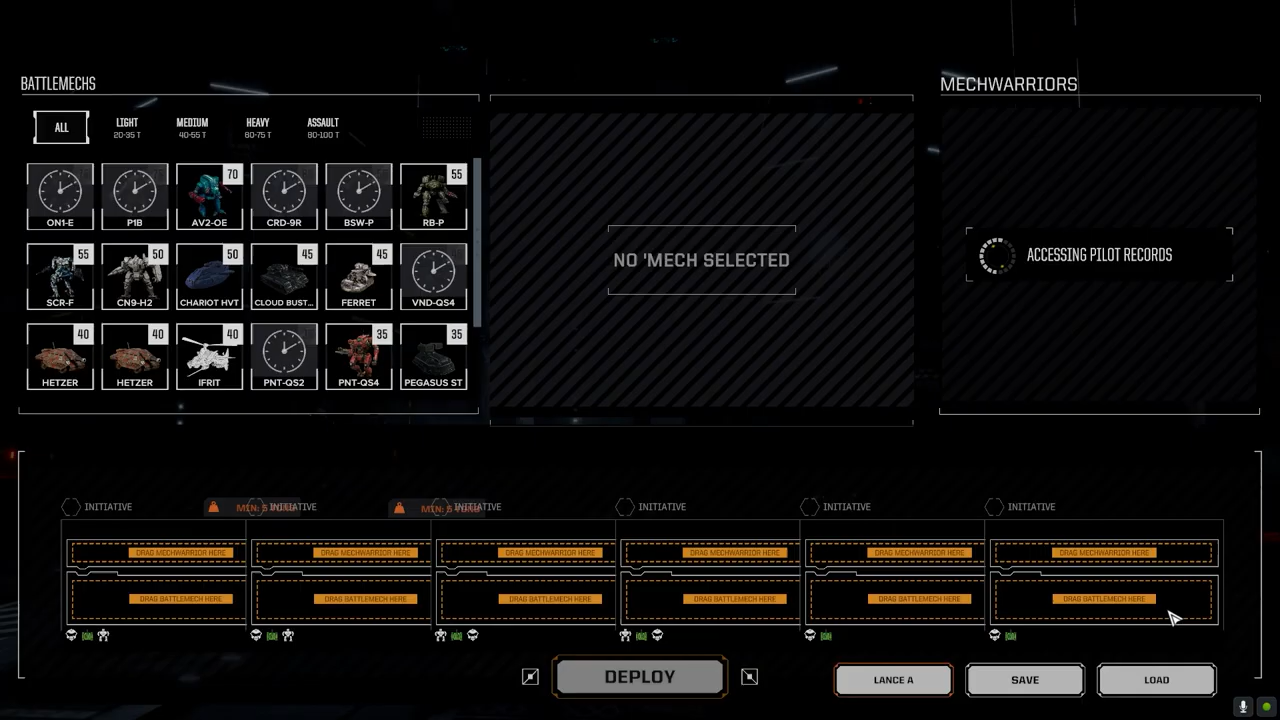 BATTLEMECHS
MECHWARRIORS
ALL
LIGHT
20-35 T
MEDIUM
40-55 T
HEAVY
60-75 T
ASSAULT
80-100 T
ON1-E
P1B
70
AV2-OE
CRD-9R
BSW-P
55
RB-P
55
SCR-F
50
CN9-H2
50
CHARIOT HVT
45
CLOUD BUST...
45
FERRET
VND-QS4
40
HETZER
40
HETZER
40
IFRIT
PNT-QS2
35
PNT-QS4
35
PEGASUS ST
NO 'MECH SELECTED
ACCESSING PILOT RECORDS
INITIATIVE
INITIATIVE
INITIATIVE
INITIATIVE
INITIATIVE
INITIATIVE
DRAG MECHWARRIOR HERE
DRAG MECHWARRIOR HERE
DRAG MECHWARRIOR HERE
DRAG MECHWARRIOR HERE
DRAG MECHWARRIOR HERE
DRAG MECHWARRIOR HERE
DRAG BATTLEMECH HERE
DRAG BATTLEMECH HERE
DRAG BATTLEMECH HERE
DRAG BATTLEMECH HERE
DRAG BATTLEMECH HERE
DRAG BATTLEMECH HERE
DEPLOY
LANCE A
SAVE
LOAD